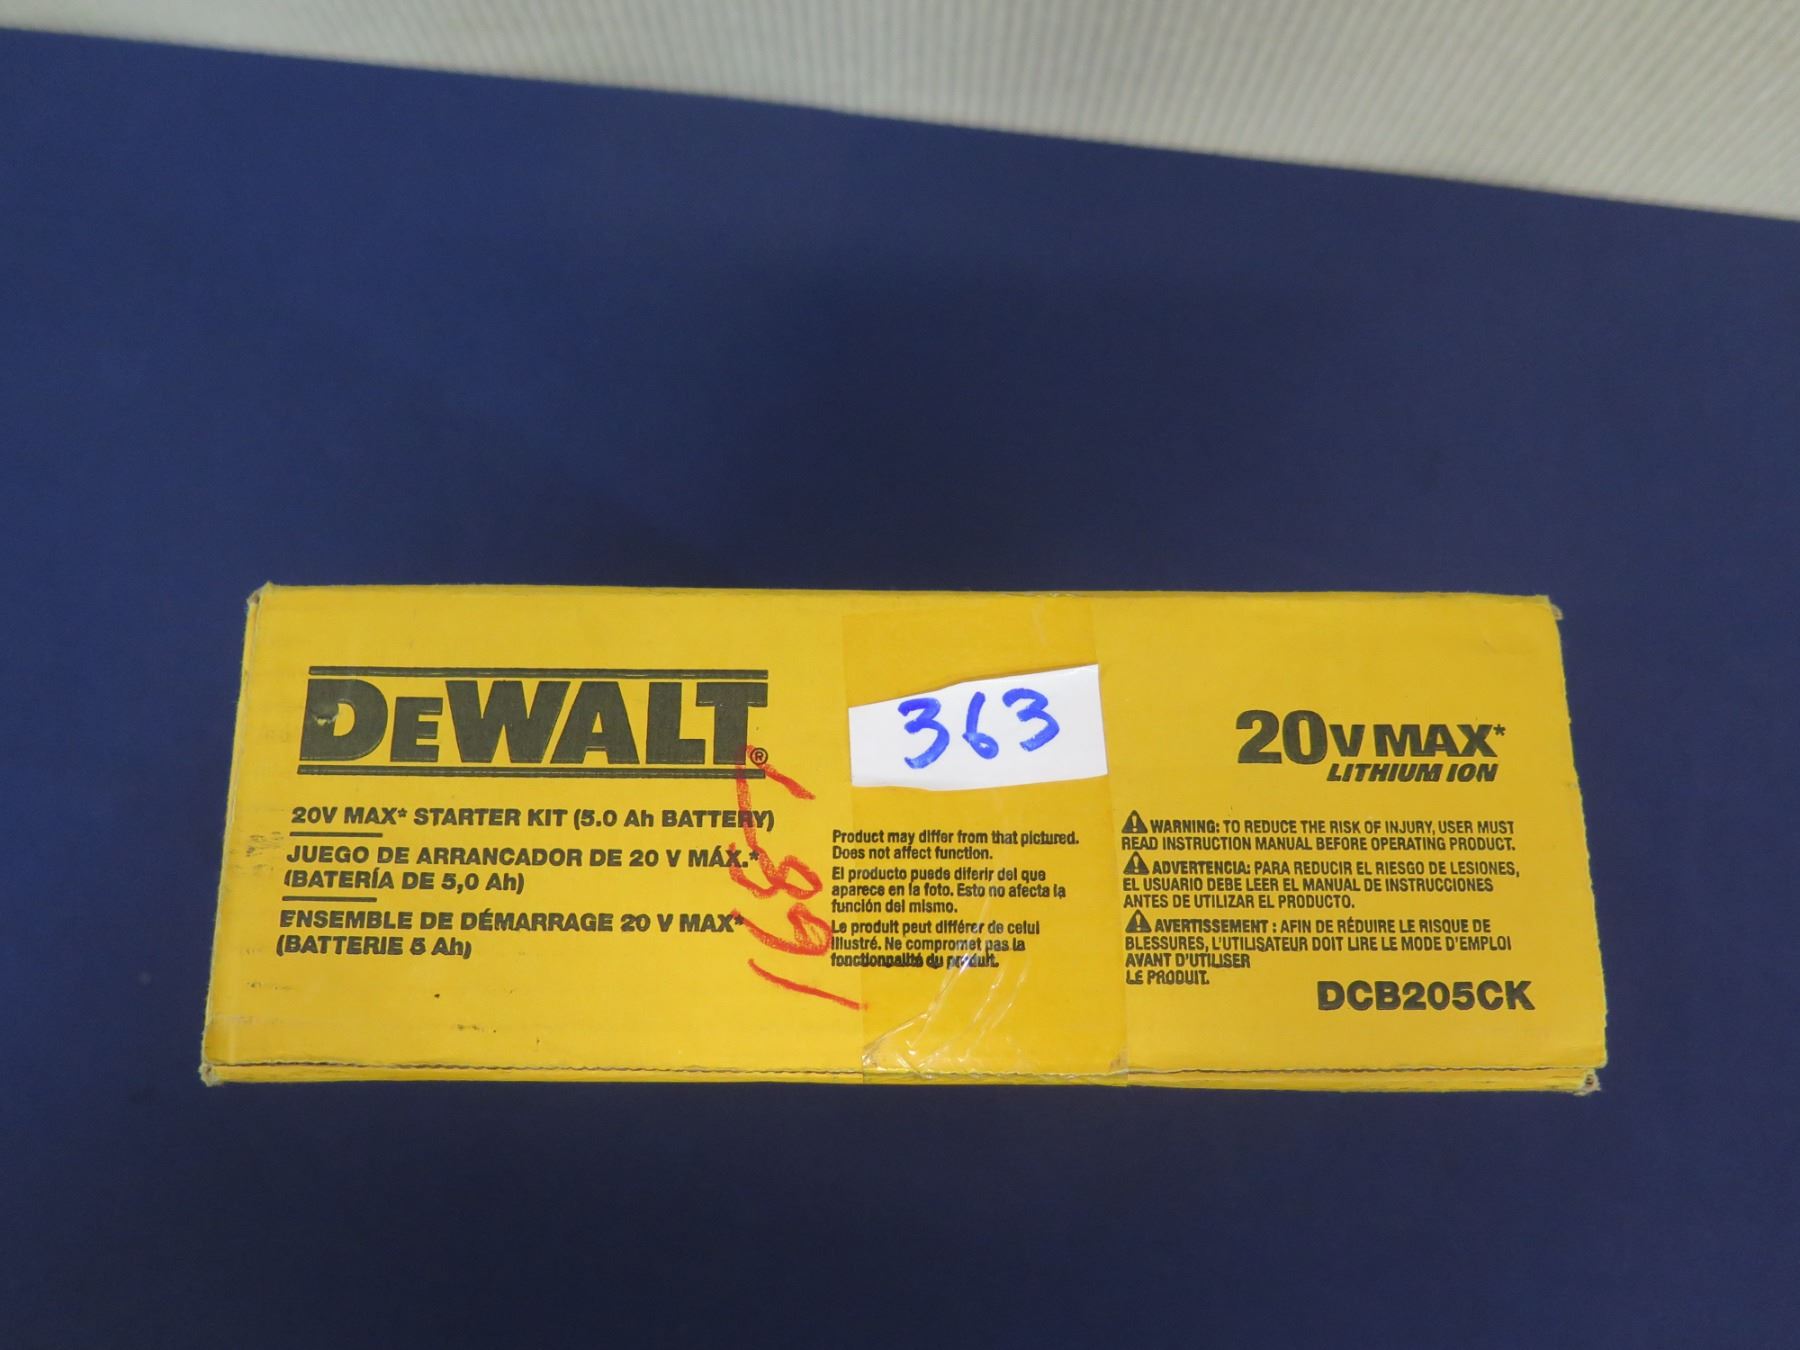 DEWALT®
20V MAX* STARTER KIT (5.0 Ah BATTERY)
JUEGO DE ARRANCADOR DE 20 V MÁX.*
(BATERÍA DE 5,0 Ah)
ENSEMBLE DE DÉMARRAGE 20 V MAX*
(BATTERIE 5 Ah)
363
Product may differ from that pictured.
Does not affect function.
El producto puede diferir del que
aparece en la foto. Esto no afecta la
función del mismo.
Le produit peut différer de celui
illustré. Ne compromet pas la
fonctionnalité du produit.
20V MAX*
LITHIUM ION
WARNING: TO REDUCE THE RISK OF INJURY, USER MUST
READ INSTRUCTION MANUAL BEFORE OPERATING PRODUCT.
ADVERTENCIA: PARA REDUCIR EL RIESGO DE LESIONES,
EL USUARIO DEBE LEER EL MANUAL DE INSTRUCCIONES
ANTES DE UTILIZAR EL PRODUCTO.
AVERTISSEMENT : AFIN DE RÉDUIRE LE RISQUE DE
BLESSURES, L'UTILISATEUR DOIT LIRE LE MODE D'EMPLOI
AVANT D'UTILISER
LE PRODUIT.
DCB205CK